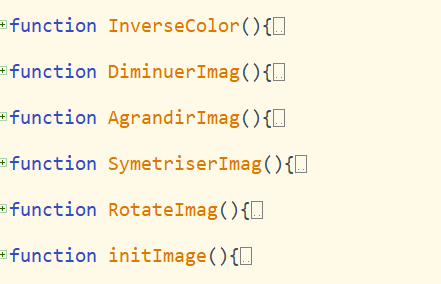 function InverseColor(){..
function DiminuerImag(){..
function AgrandirImag(){..
function SymetriserImag(){..
function RotateImag(){..
function initImage(){..